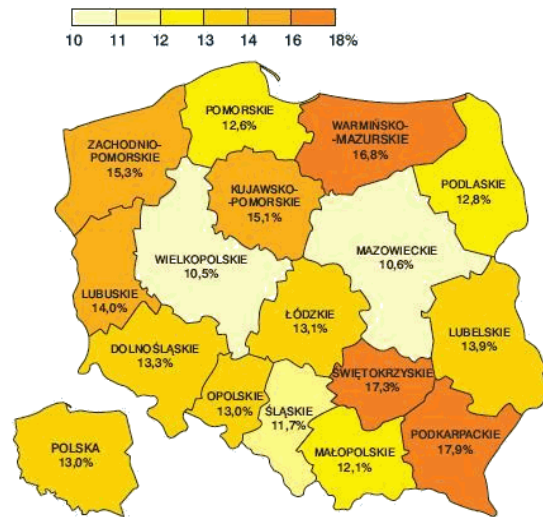 10 11 12 13 14 16 18%
POMORSKIE
12,6%
WARMIŃSKO-
-MAZURSKIE
16,8%
ZACHODNIO-
POMORSKIE
15,3%
KUJAWSKO-
-POMORSKIE
15,1%
PODLASKIE
12,8%
WIELKOPOLSKIE
10,5%
MAZOWIECKIE
10,6%
LUBUSKIE
14,0%
ŁÓDZKIE
13,1%
LUBELSKIE
13,9%
DOLNOŚLĄSKIE
13,3%
ŚWIĘTOKRZYSKIE
17,3%
OPOLSKIE
13,0%
ŚLĄSKIE
11,7%
PODKARPACKIE
17,9%
MAŁOPOLSKIE
12,1%
POLSKA
13,0%